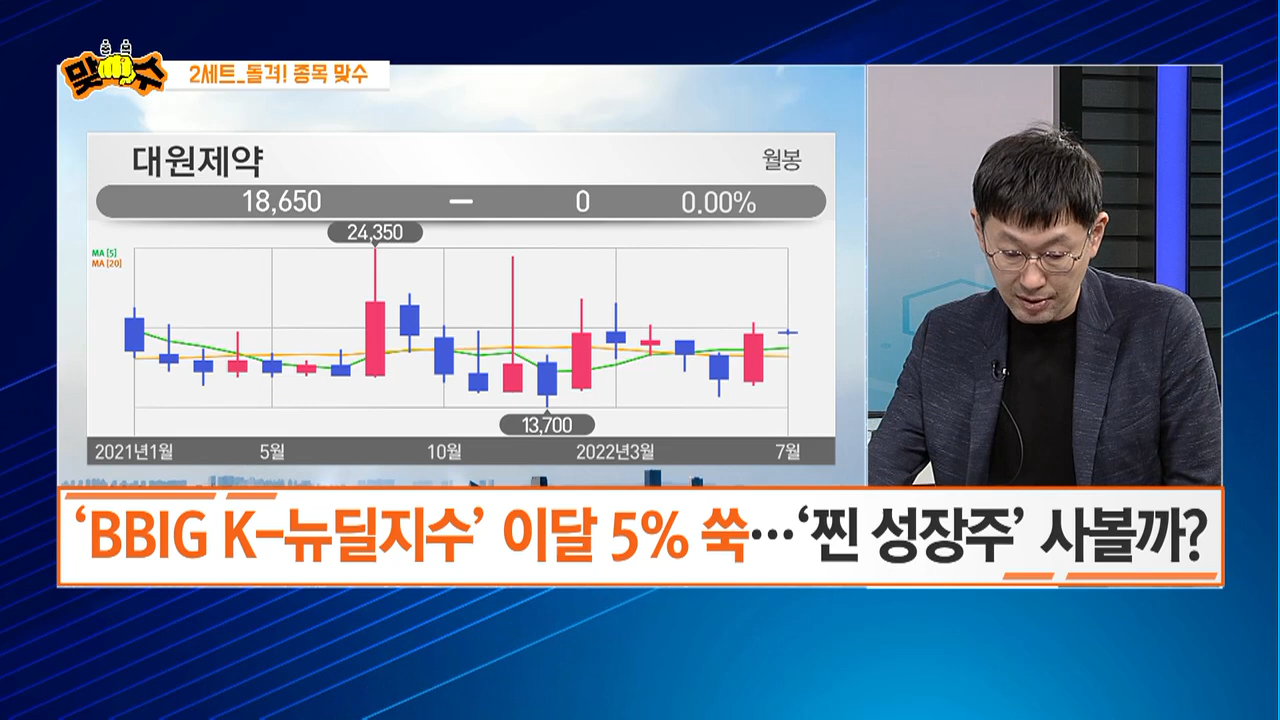 종목
맞수
2세트_돌격! 종목 맞수
대원제약
월봉
18,650 – 0 0.00%
24,350
MA [5]
MA [20]
13,700
2021년1월 5월 10월 2022년3월 7월
‘BBIG K-뉴딜지수’ 이달 5% 쑥…‘찐 성장주’ 사볼까?